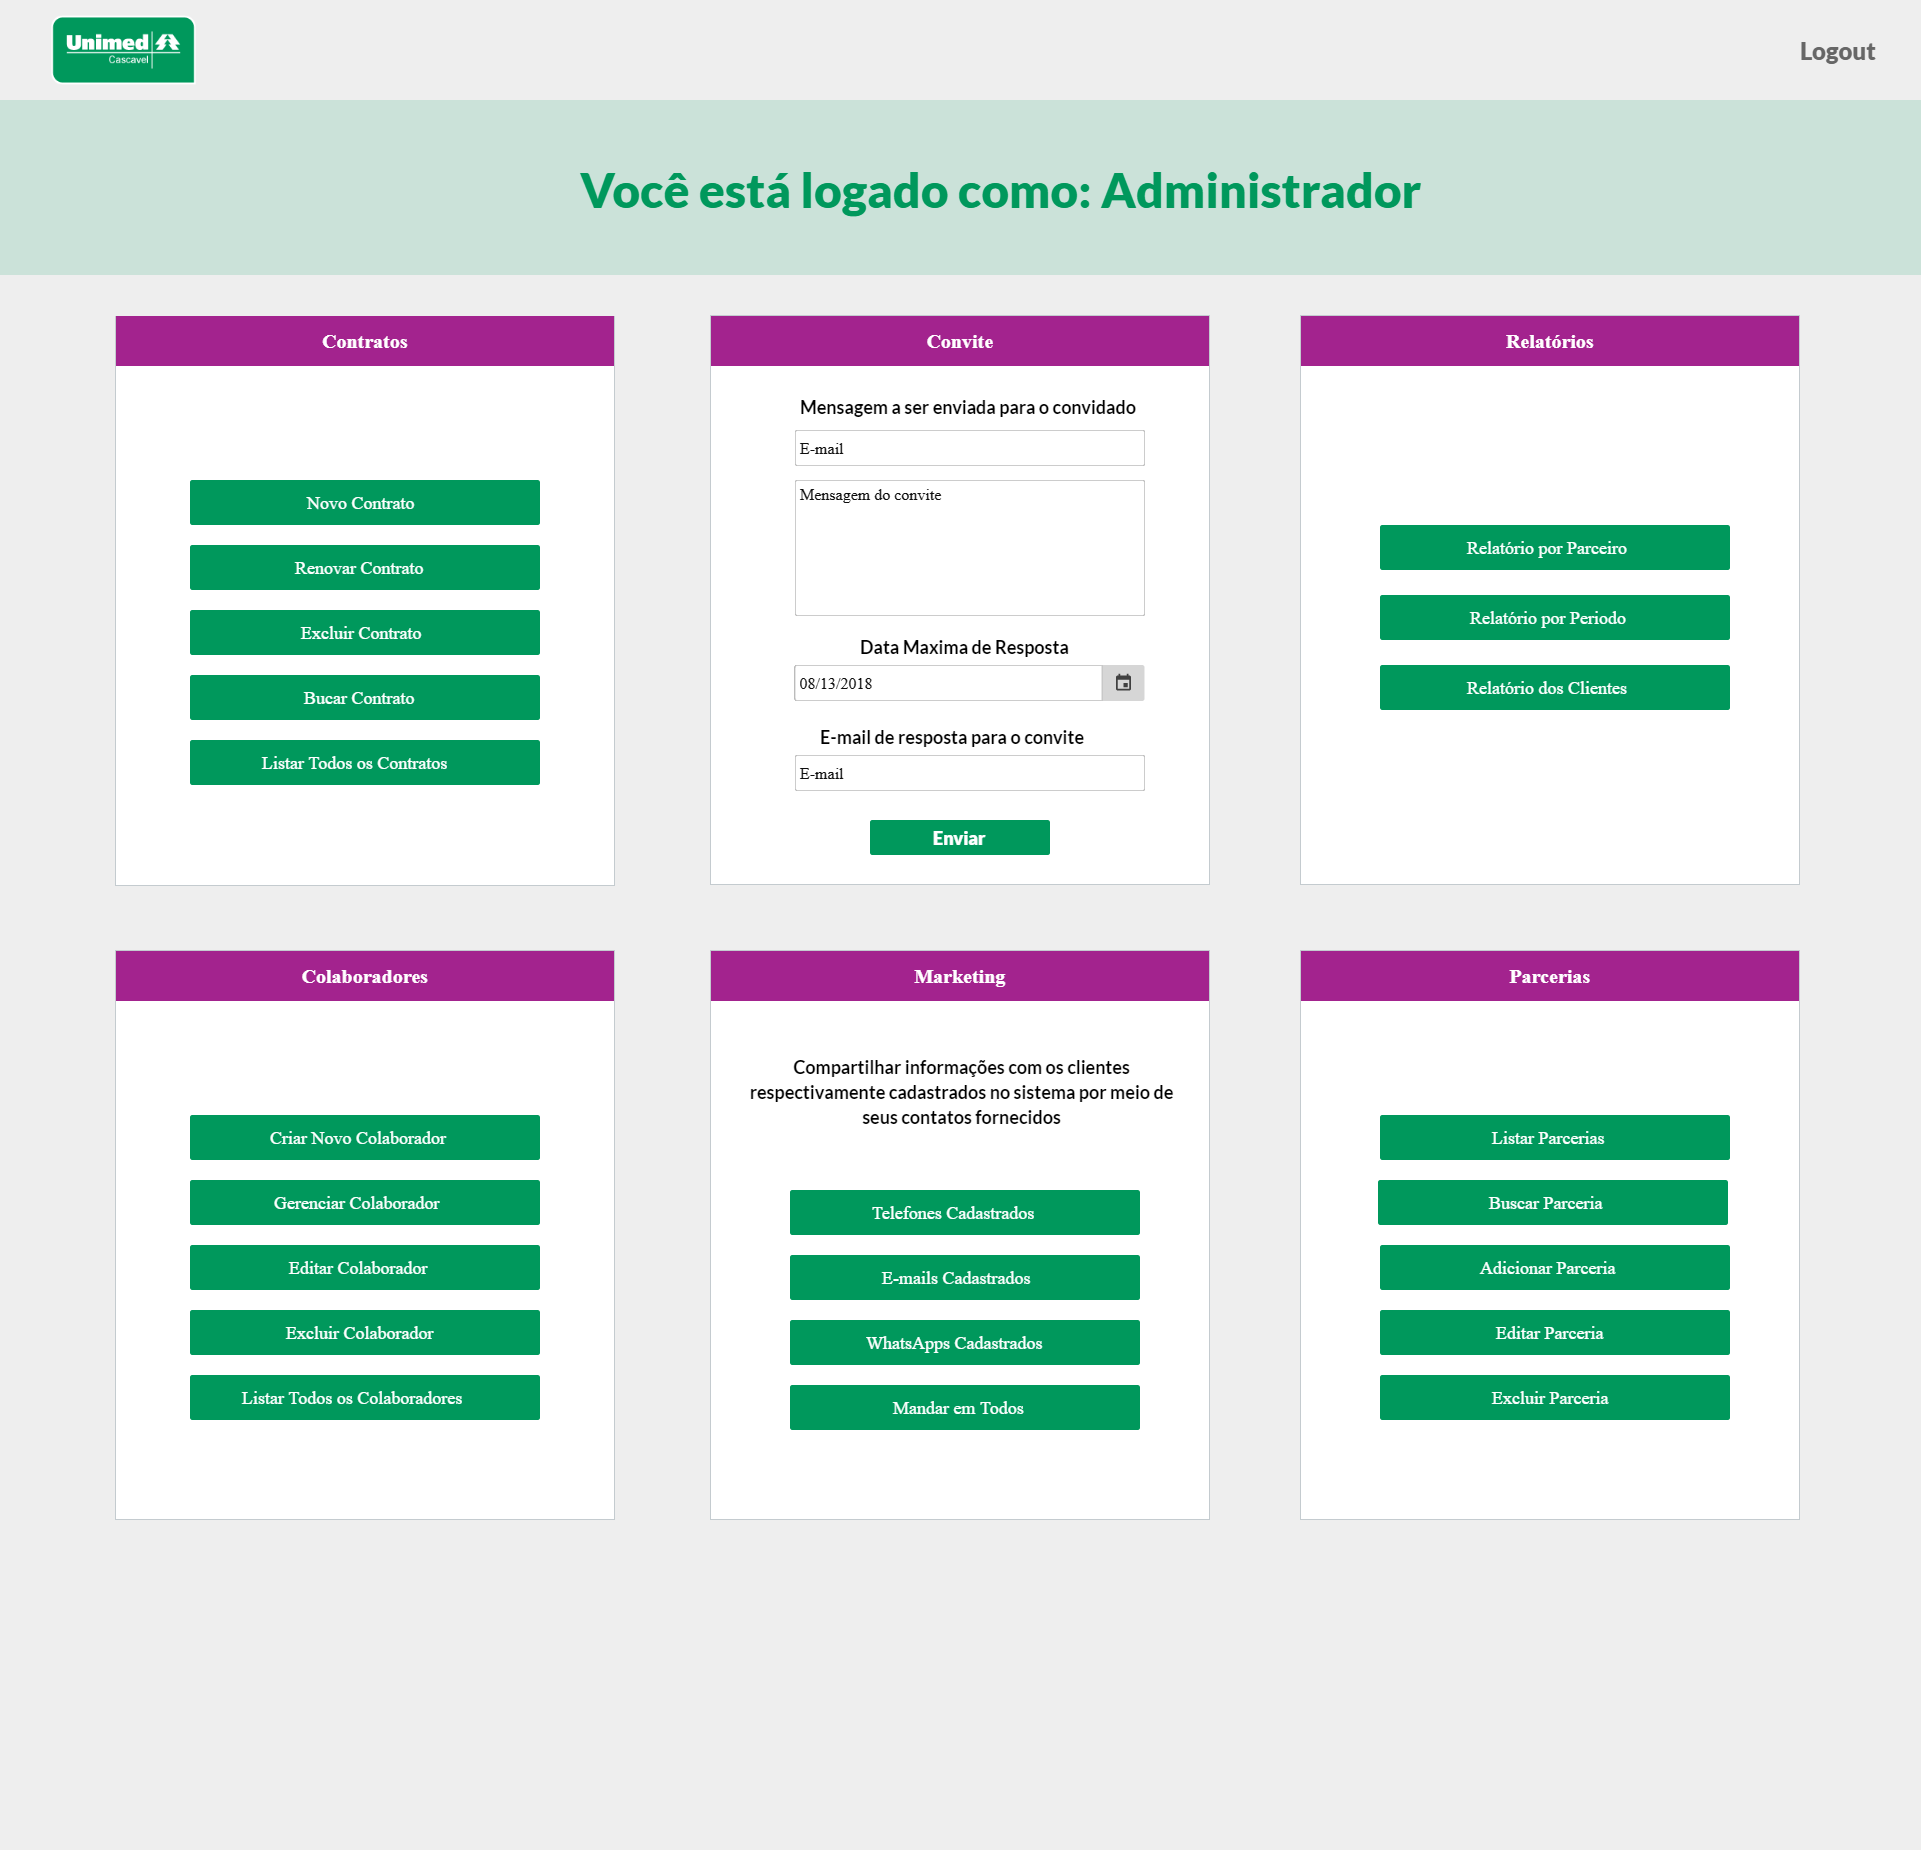 Unimed
Cascavel
Logout
Você está logado como: Administrador
Contratos
Novo Contrato
Renovar Contrato
Excluir Contrato
Bucar Contrato
Listar Todos os Contratos
Convite
Mensagem a ser enviada para o convidado
E-mail
Mensagem do convite
Data Maxima de Resposta
08/13/2018
E-mail de resposta para o convite
E-mail
Enviar
Relatórios
Relatório por Parceiro
Relatório por Periodo
Relatório dos Clientes
Colaboradores
Criar Novo Colaborador
Gerenciar Colaborador
Editar Colaborador
Excluir Colaborador
Listar Todos os Colaboradores
Marketing
Compartilhar informações com os clientes
respectivamente cadastrados no sistema por meio de
seus contatos fornecidos
Telefones Cadastrados
E-mails Cadastrados
WhatsApps Cadastrados
Mandar em Todos
Parcerias
Listar Parcerias
Buscar Parceria
Adicionar Parceria
Editar Parceria
Excluir Parceria